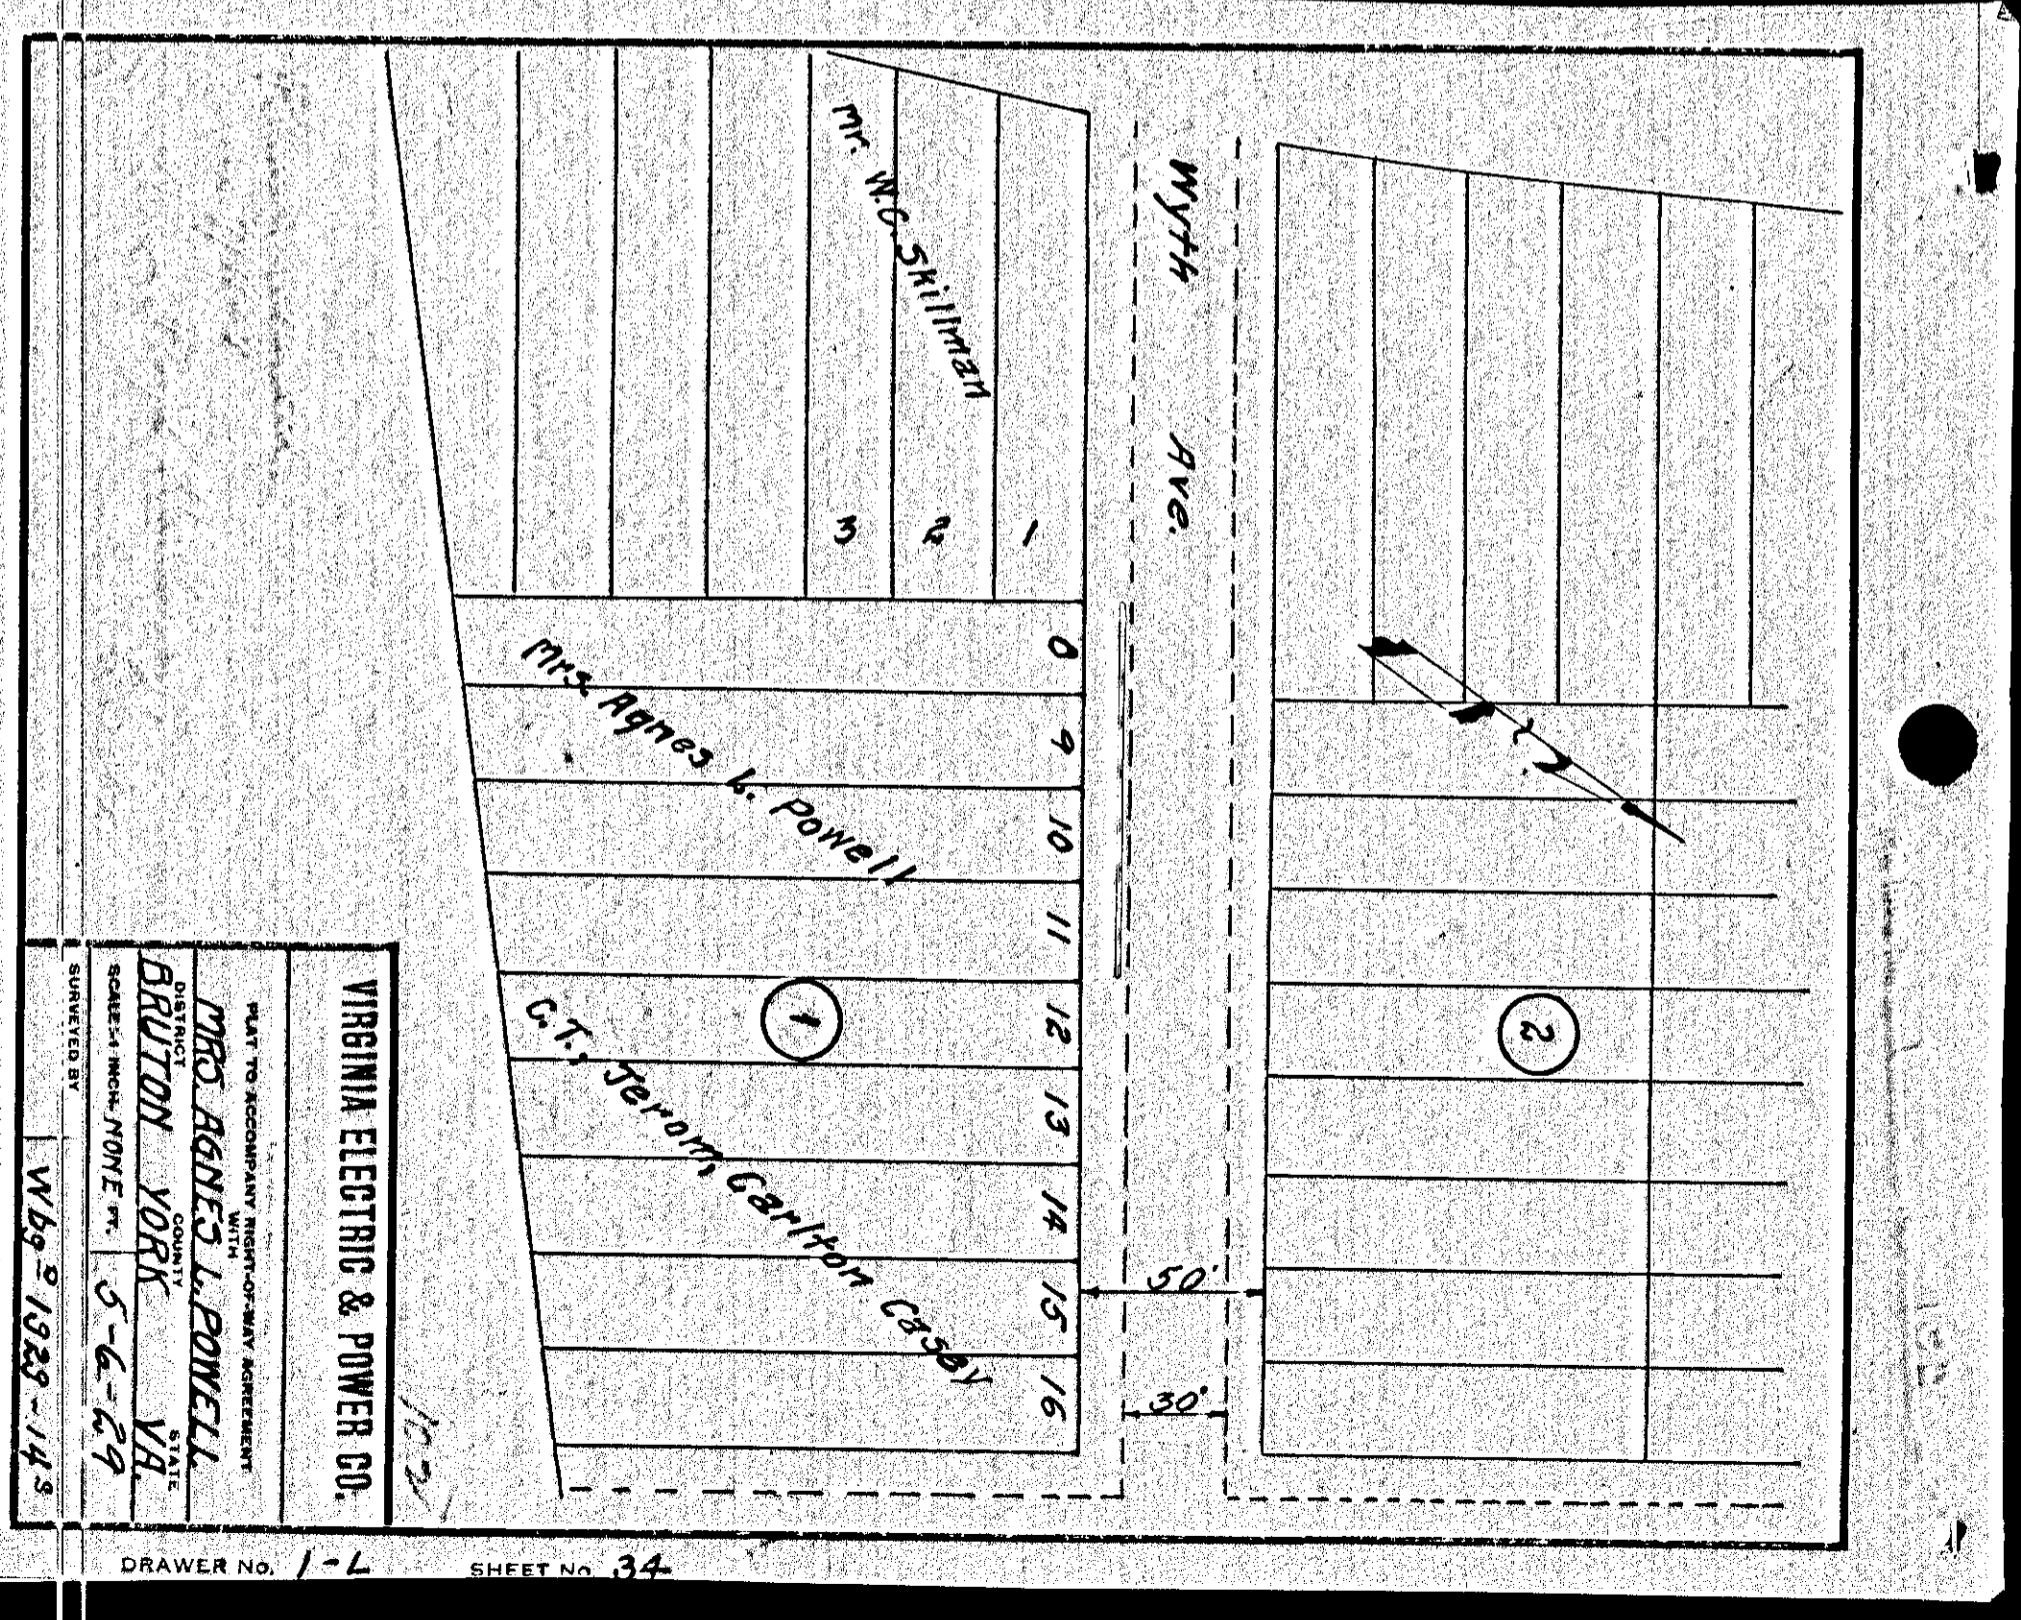 Mr. W.C. Skillman
1
2
3
Wyth Ave.
Mrs Agnes L. Powell
8
9
10
11
12
13
14
15
16
1
C.T., Jerom, Carlton Casey
2
50'
30'
VIRGINIA ELECTRIC & POWER CO.
PLAT TO ACCOMPANY RIGHT-OF-WAY AGREEMENT
WITH
MRS AGNES L. POWELL
DISTRICT COUNTY STATE
BRUTON YORK VA.
SCALE-1 INCH-NONE FT. 5-6-29
SURVEYED BY
Wbg 1929-14
DRAWER NO. 1-L SHEET NO. 34